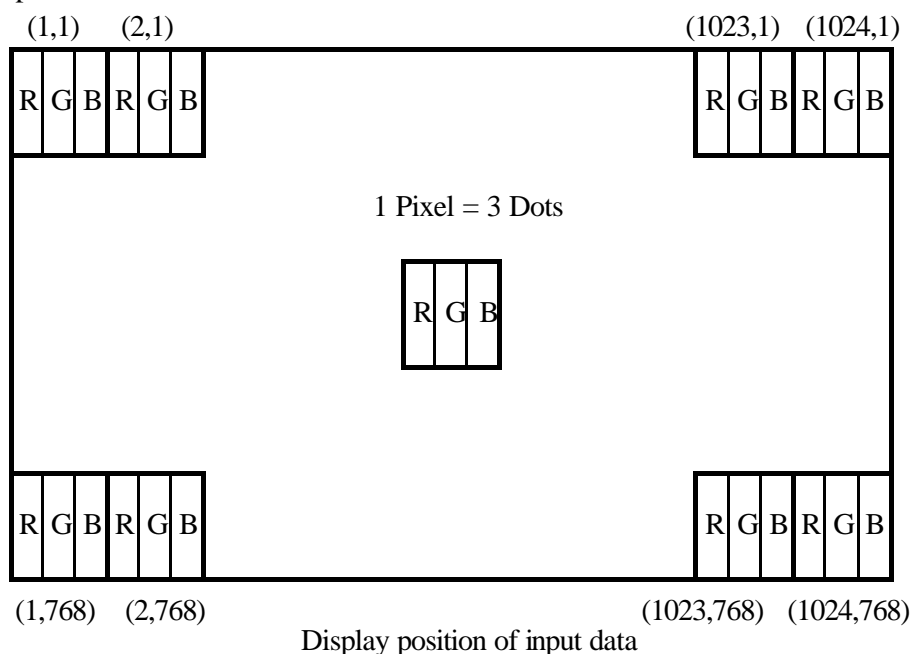 (1,1) (2,1) (1023,1) (1024,1)
R G B R G B R G B R G B
1 Pixel = 3 Dots
R G B
R G B R G B R G B R G B
(1,768) (2,768) (1023,768) (1024,768)
Display position of input data